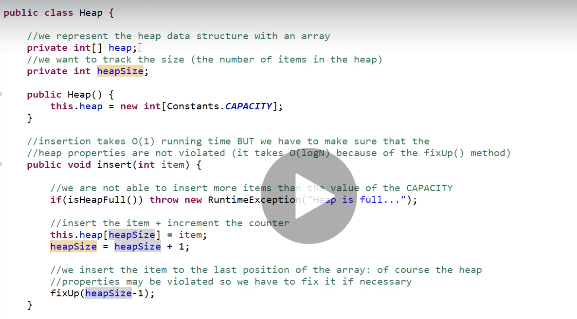 public class Heap {
//we represent the heap data structure with an array
private int[] heap;
//we want to track the size (the number of items in the heap)
private int heapSize;
public Heap() {
this.heap = new int[Constants.CAPACITY];
}
//insertion takes O(1) running time BUT we have to make sure that the
//heap properties are not violated (it takes O(logN) because of the fixUp() method)
public void insert(int item) {
//we are not able to insert more items than the value of the CAPACITY
if(isHeapFull()) throw new RuntimeException("Heap is full...");
//insert the item + increment the counter
this.heap[heapSize] = item;
heapSize = heapSize + 1;
//we insert the item to the last position of the array: of course the heap
//properties may be violated so we have to fix it if necessary
fixUp(heapSize-1);
}